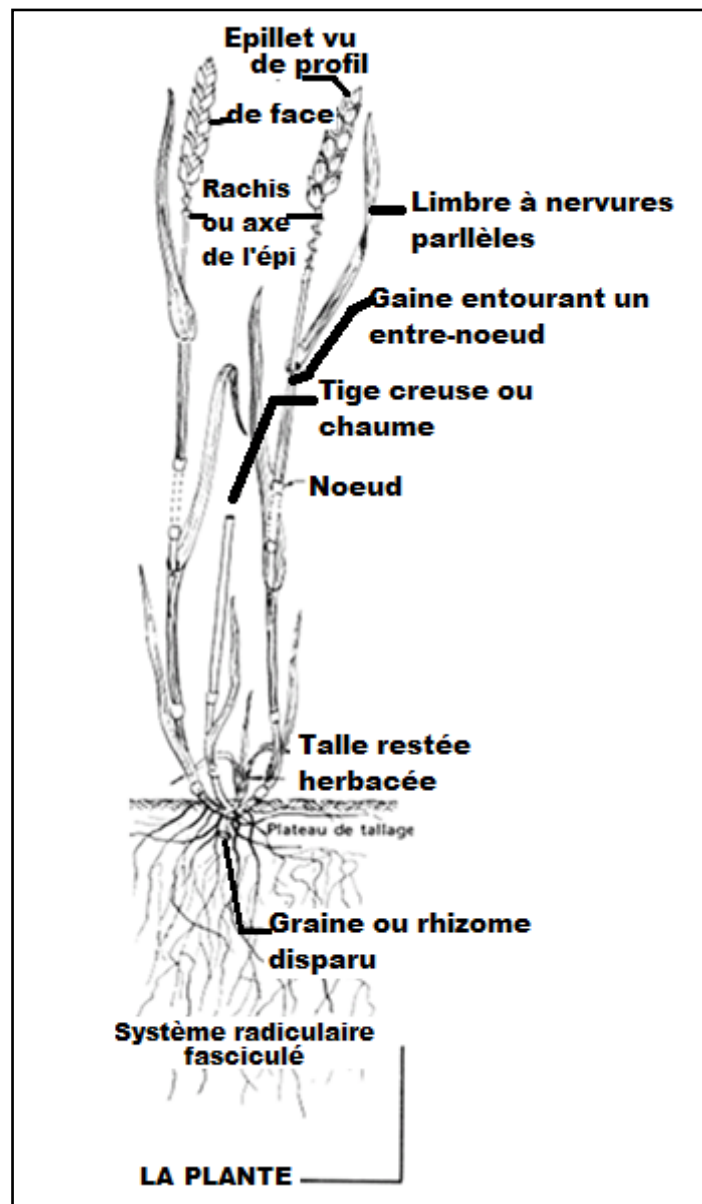 Epillet vu
de profil
de face
Rachis
ou axe
de l'épi
Limbre à nervures
parllèles
Gaine entourant un
entre-noeud
Tige creuse ou
chaume
Noeud
Talle restée
herbacée
Plateau de tallage
Graine ou rhizome
disparu
Système radiculaire
fasciculé
LA PLANTE